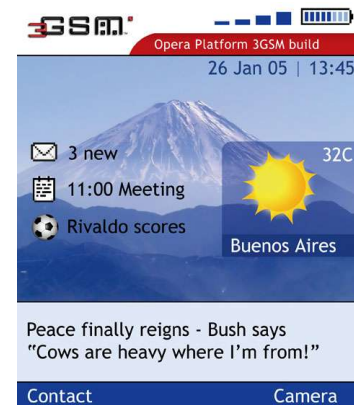 3GSM
Opera Platform 3GSM build
26 Jan 05 | 13:45
3 new
32C
11:00 Meeting
Rivaldo scores
Buenos Aires
Peace finally reigns - Bush says
"Cows are heavy where I'm from!"
Contact
Camera